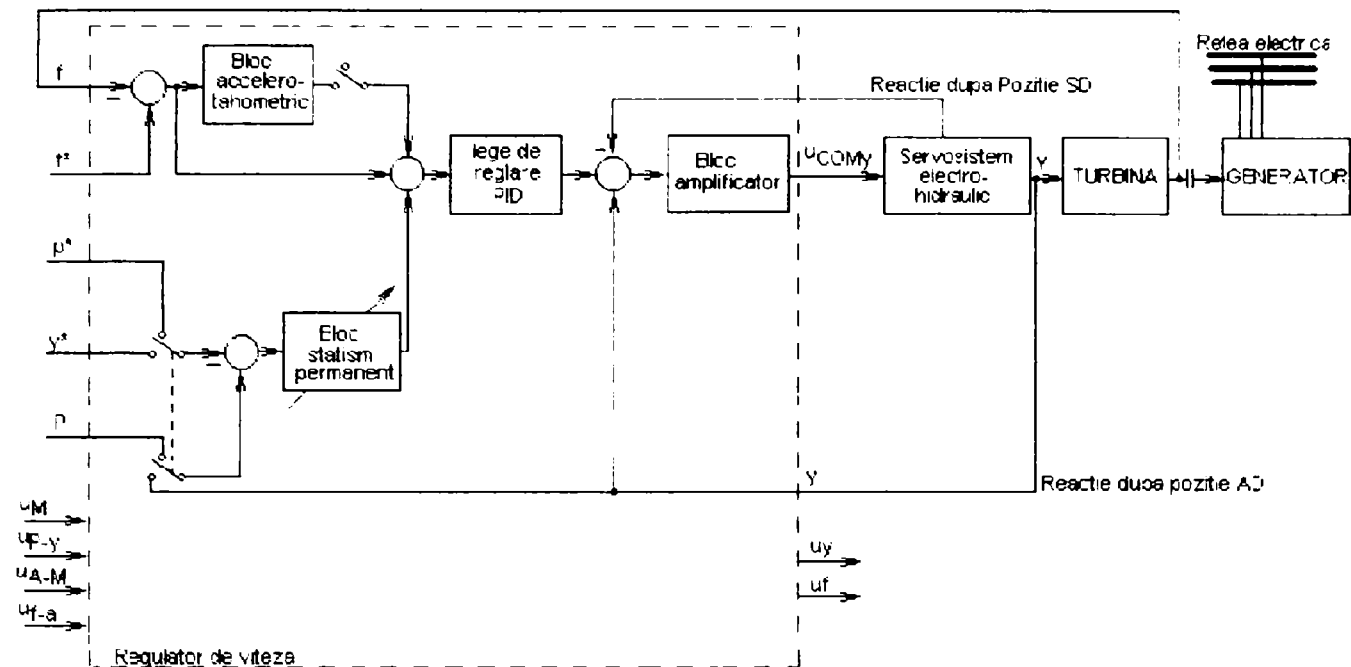 Retea electrica
f
Bloc
accelero-
tahometric
Reactie dupa Pozitie SD
f*
lege de
reglare
PID
Bloc
amplificator
uCOMy
Servosistem
electro-
hidraulic
Y
TURBINA
GENERATOR
p*
y*
Bloc
statism
permanent
P
y
Reactie dupa pozitie AD
uM
uP-y
uA-M
uf-a
uy
uf
Regulator de viteza